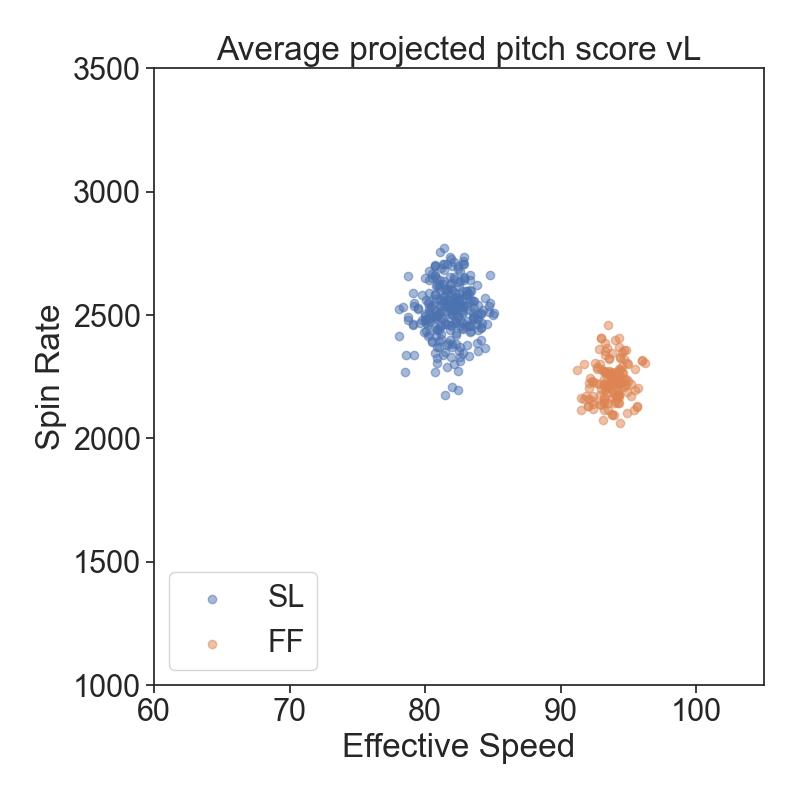 Average projected pitch score vL
3500
3000
2500
2000
1500
1000
Spin Rate
SL
FF
60 70 80 90 100
Effective Speed